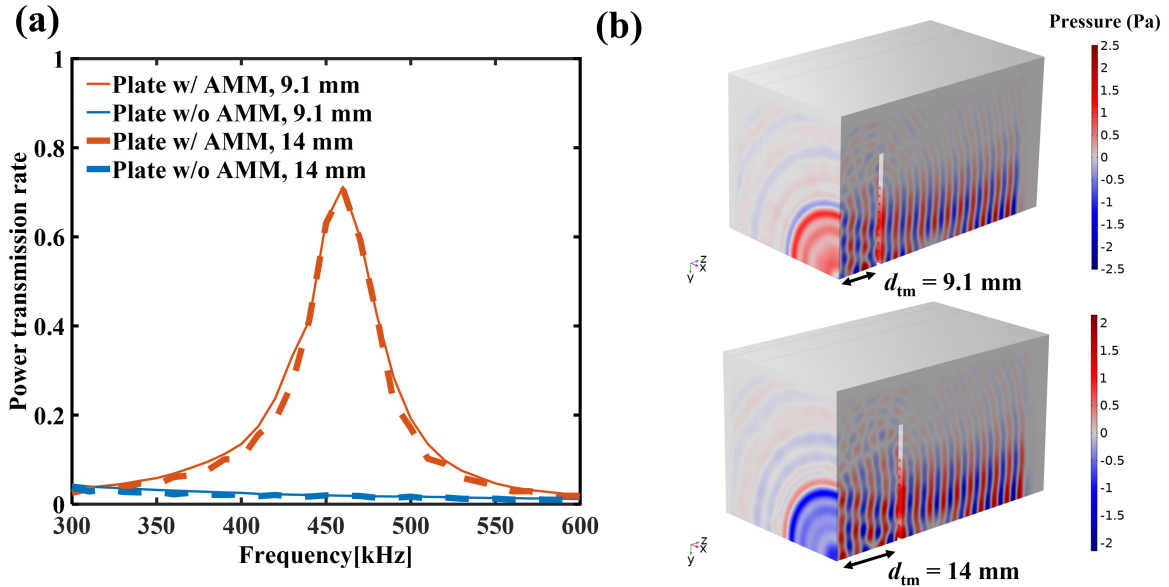 (a)
Plate w/ AMM, 9.1 mm
Plate w/o AMM, 9.1 mm
Plate w/ AMM, 14 mm
Plate w/o AMM, 14 mm
Power transmission rate
1
0.8
0.6
0.4
0.2
0
300
350
400
450
500
550
600
Frequency[kHz]
(b)
Pressure (Pa)
2.5
2
1.5
1
0.5
0
-0.5
-1
-1.5
-2
-2.5
z
x
y
dtm = 9.1 mm
2
1.5
1
0.5
0
-0.5
-1
-1.5
-2
z
x
y
dtm = 14 mm